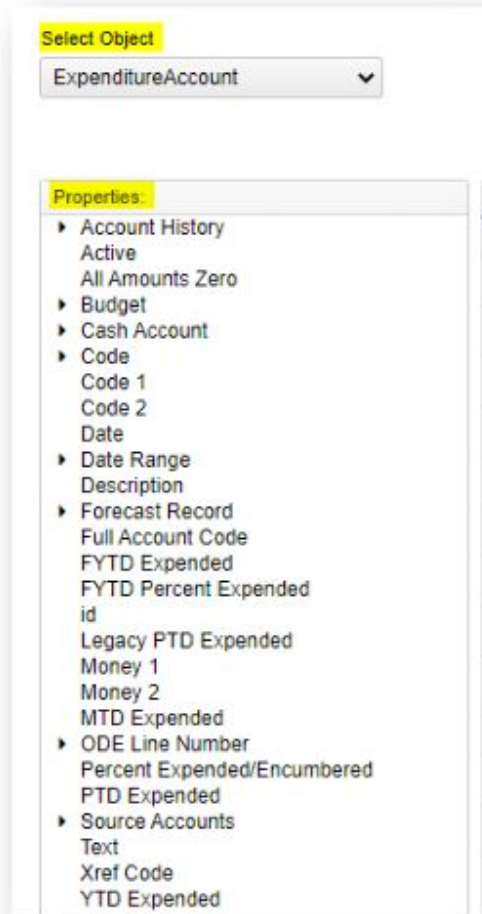 Select Object
ExpenditureAccount
Properties:
Account History
Active
All Amounts Zero
Budget
Cash Account
Code
Code 1
Code 2
Date
Date Range
Description
Forecast Record
Full Account Code
FYTD Expended
FYTD Percent Expended
id
Legacy PTD Expended
Money 1
Money 2
MTD Expended
ODE Line Number
Percent Expended/Encumbered
PTD Expended
Source Accounts
Text
Xref Code
YTD Expended